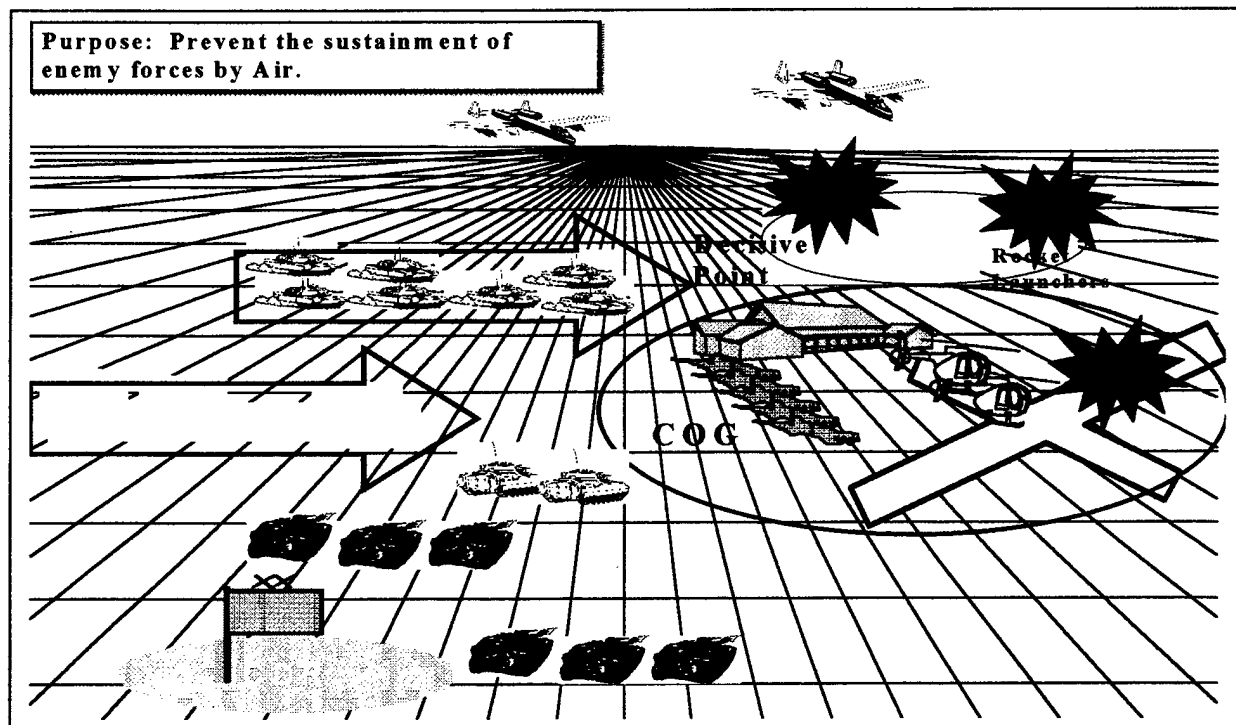 Purpose: Prevent the sustainment of
enemy forces by Air.
Decisive
Point
Rocket
Launchers
COG